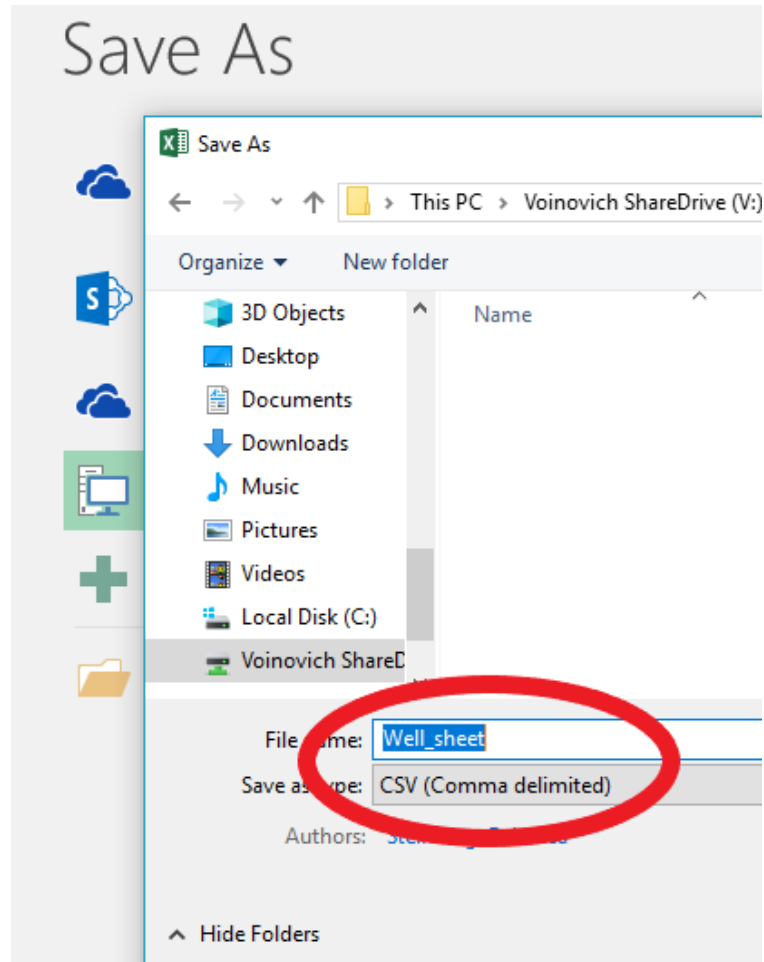 Save As
Save As
This PC > Voinovich ShareDrive (V:)
Organize
New folder
Name
3D Objects
Desktop
Documents
Downloads
Music
Pictures
Videos
Local Disk (C:)
Voinovich ShareD
File name: Well_sheet
Save as type: CSV (Comma delimited)
Authors:
Hide Folders